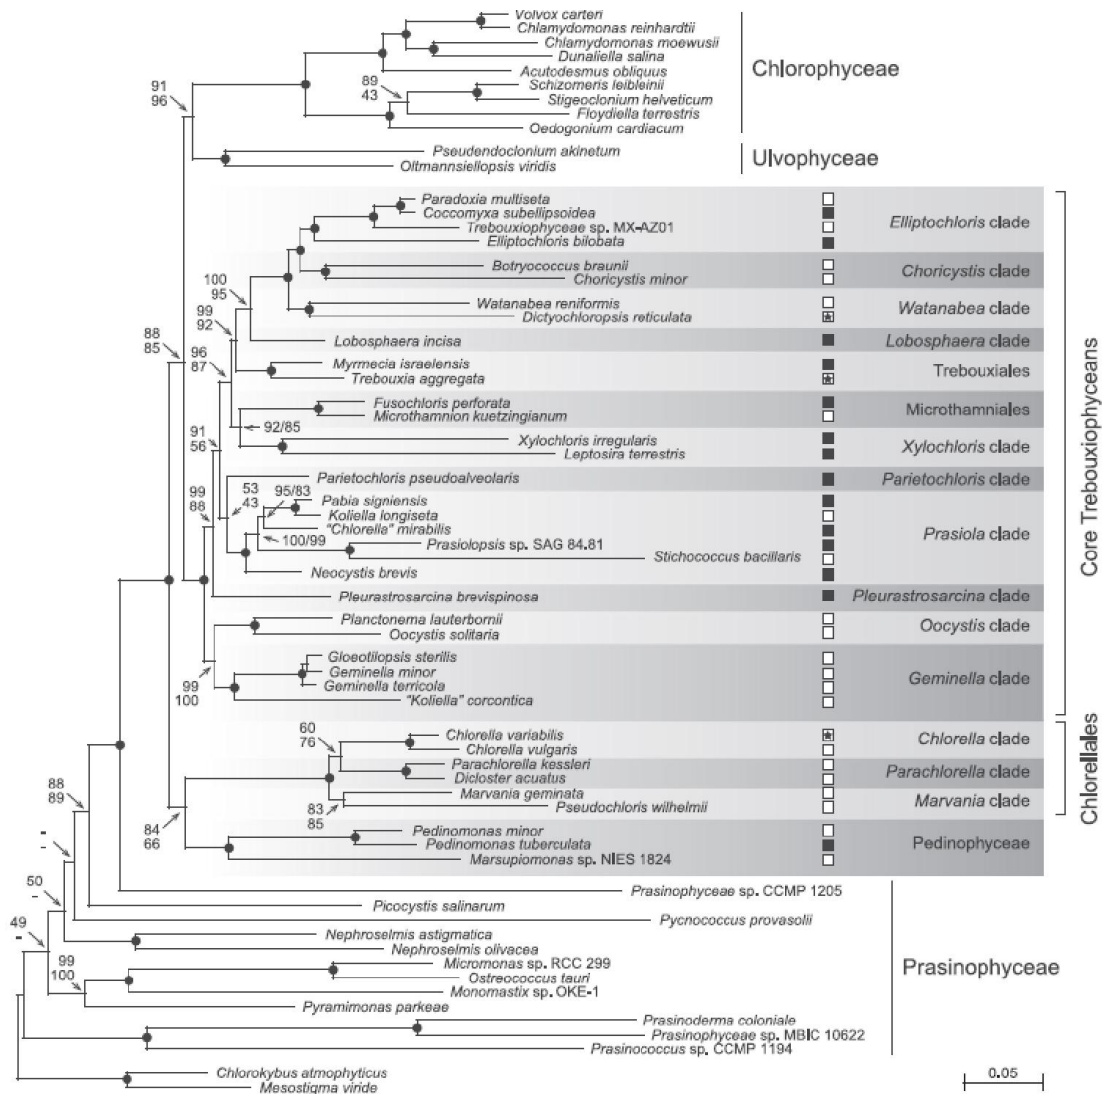 Volvox carteri
Chlamydomonas reinhardtii
Chlamydomonas moewusii
Dunaliella salina
Acutodesmus obliquus
Chlorophyceae
91
96
89
43
Schizomeris leibleinii
Stigeoclonium helveticum
Floydiella terrestris
Oedogonium cardiacum
Pseudendoclonium akinetum
Oltmannsiellopsis viridis
Ulvophyceae
Paradoxia multiseta
Coccomyxa subellipsoidea
Trebouxiophyceae sp. MX-AZ01
Elliptochloris bilobata
Elliptochloris clade
Botryococcus braunii
Choricystis minor
Choricystis clade
100
95
Watanabea reniformis
Dictyochloropsis reticulata
Watanabea clade
99
92
Lobosphaera incisa
Lobosphaera clade
88
85
96
87
Myrmecia israelensis
Trebouxia aggregata
Trebouxiales
Fusochloris perforata
Microthamnion kuetzingianum
Microthamniales
92/85
91
56
Xylochloris irregularis
Leptosira terrestris
Xylochloris clade
Parietochloris pseudoalveolaris
Parietochloris clade
99
88
53
43
95/83
100/99
Pabia signiensis
Koliella longiseta
"Chlorella" mirabilis
Prasiolopsis sp. SAG 84.81
Stichococcus bacillaris
Neocystis brevis
Prasiola clade
Pleurastrosarcina brevispinosa
Pleurastrosarcina clade
Planctonema lauterbornii
Oocystis solitaria
Oocystis clade
99
100
Gloeotilopsis sterilis
Geminella minor
Geminella terricola
"Koliella" corcontica
Geminella clade
Core Trebouxiophyceans
60
76
Chlorella variabilis
Chlorella vulgaris
Chlorella clade
Parachlorella kessleri
Dicloster acuatus
Parachlorella clade
83
85
Marvania geminata
Pseudochloris wilhelmii
Marvania clade
Chlorellales
84
66
Pedinomonas minor
Pedinomonas tuberculata
Marsupiomonas sp. NIES 1824
Pedinophyceae
88
89
-
-
50
-
49
-
Prasinophyceae sp. CCMP 1205
Picocystis salinarum
Pycnococcus provasolii
Nephroselmis astigmatica
Nephroselmis olivacea
99
100
Micromonas sp. RCC 299
Ostreococcus tauri
Monomastix sp. OKE-1
Pyramimonas parkeae
Prasinoderma coloniale
Prasinophyceae sp. MBIC 10622
Prasinococcus sp. CCMP 1194
Prasinophyceae
Chlorokybus atmophyticus
Mesostigma viride
0.05